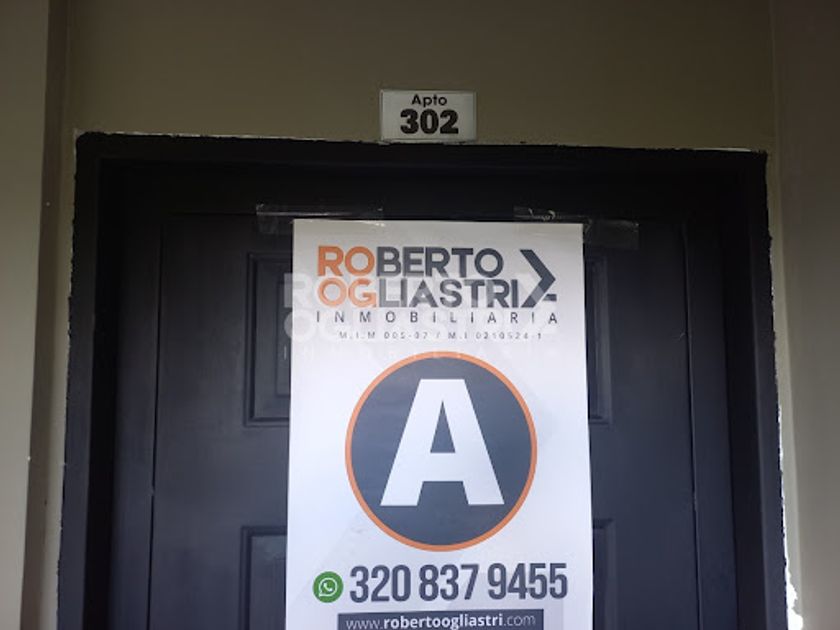 Apto
302
ROBERTO
OGLIASTRI
INMOBILIARIA
M.I.M 005-07 / M.I 0210524-1
A
320 837 9455
www.robertoogliastri.com